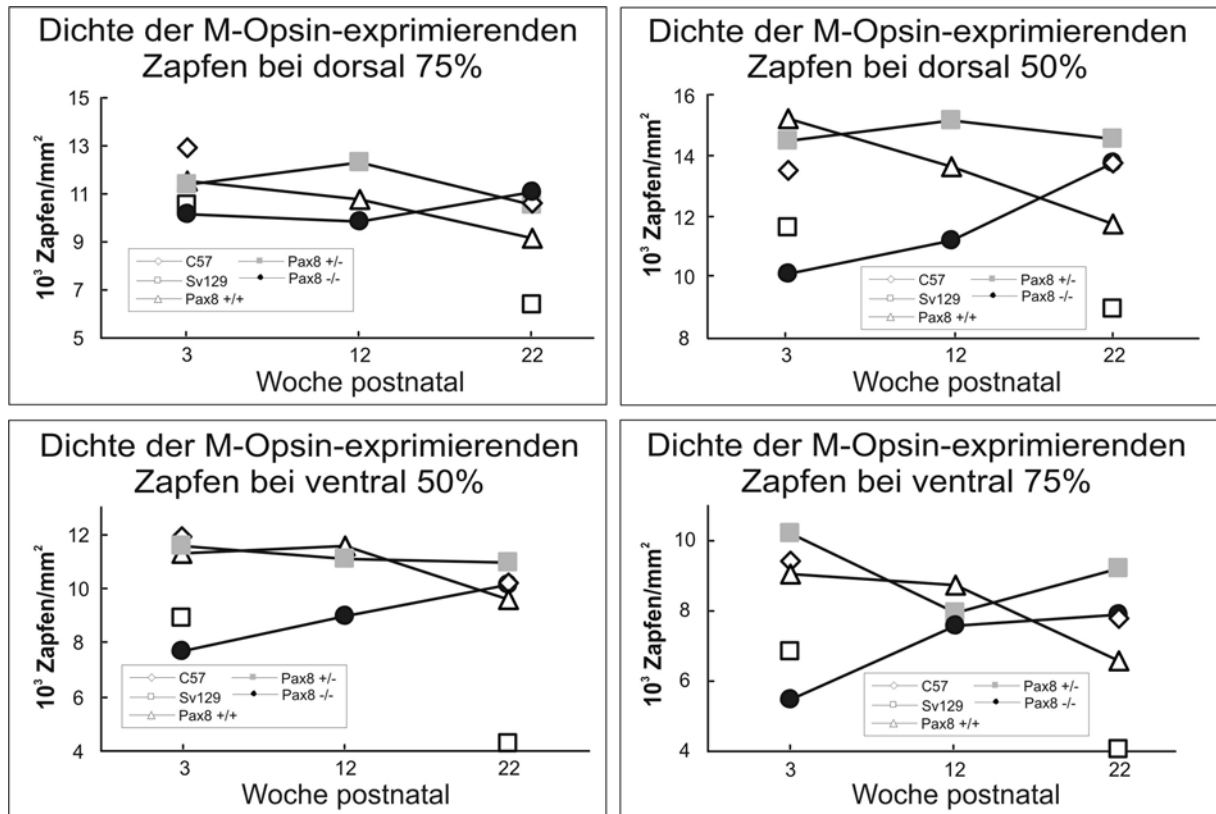 Dichte der M-Opsin-exprimierenden
Zapfen bei dorsal 75%
10³ Zapfen/mm²
15
13
11
9
7
5
C57
Sv129
Pax8 +/+
Pax8 +/-
Pax8 -/-
3
12
22
Woche postnatal
Dichte der M-Opsin-exprimierenden
Zapfen bei dorsal 50%
10³ Zapfen/mm²
16
14
12
10
8
C57
Sv129
Pax8 +/+
Pax8 +/-
Pax8 -/-
3
12
22
Woche postnatal
Dichte der M-Opsin-exprimierenden
Zapfen bei ventral 50%
10³ Zapfen/mm²
12
10
8
6
4
C57
Sv129
Pax8 +/+
Pax8 +/-
Pax8 -/-
3
12
22
Woche postnatal
Dichte der M-Opsin-exprimierenden
Zapfen bei ventral 75%
10³ Zapfen/mm²
10
8
6
4
C57
Sv129
Pax8 +/+
Pax8 +/-
Pax8 -/-
3
12
22
Woche postnatal